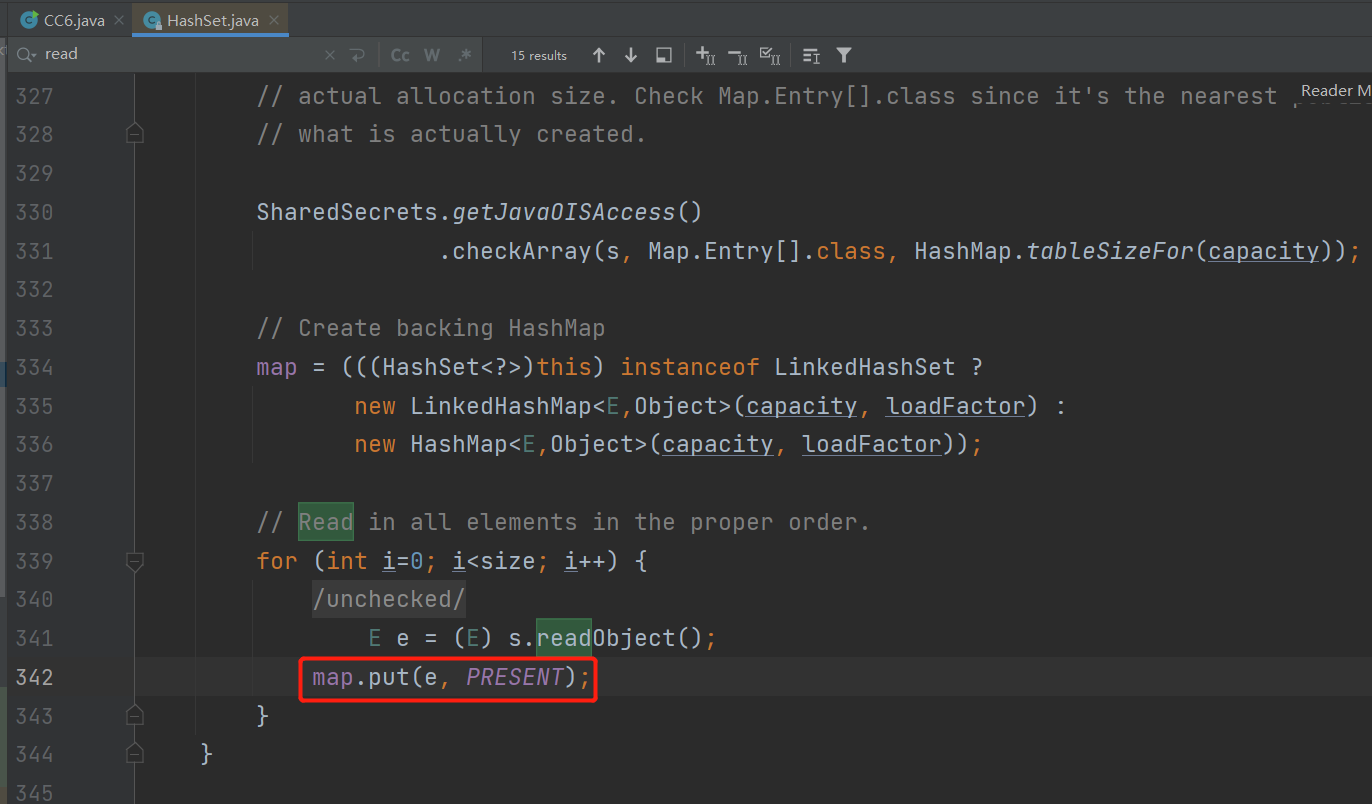 CC6.java
HashSet.java
read
Cc W .*
15 results
Reader M
327 // actual allocation size. Check Map.Entry[].class since it's the nearest
328 // what is actually created.
329
330 SharedSecrets.getJavaOISAccess()
331 .checkArray(s, Map.Entry[].class, HashMap.tableSizeFor(capacity));
332
333 // Create backing HashMap
334 map = (((HashSet<?>)this) instanceof LinkedHashSet ?
335 new LinkedHashMap<E,Object>(capacity, loadFactor) :
336 new HashMap<E,Object>(capacity, loadFactor));
337
338 // Read in all elements in the proper order.
339 for (int i=0; i<size; i++) {
340 /unchecked/
341 E e = (E) s.readObject();
342 map.put(e, PRESENT);
343 }
344 }
345